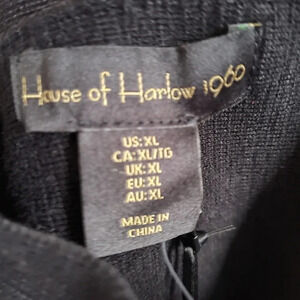 House of Harlow 1960
US: XL
CA: XL/TG
UK: XL
EU: XL
AU: XL
MADE IN
CHINA